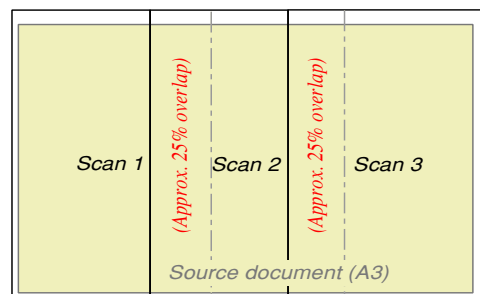 Scan 1
(Approx. 25% overlap)
Scan 2
(Approx. 25% overlap)
Scan 3
Source document (A3)